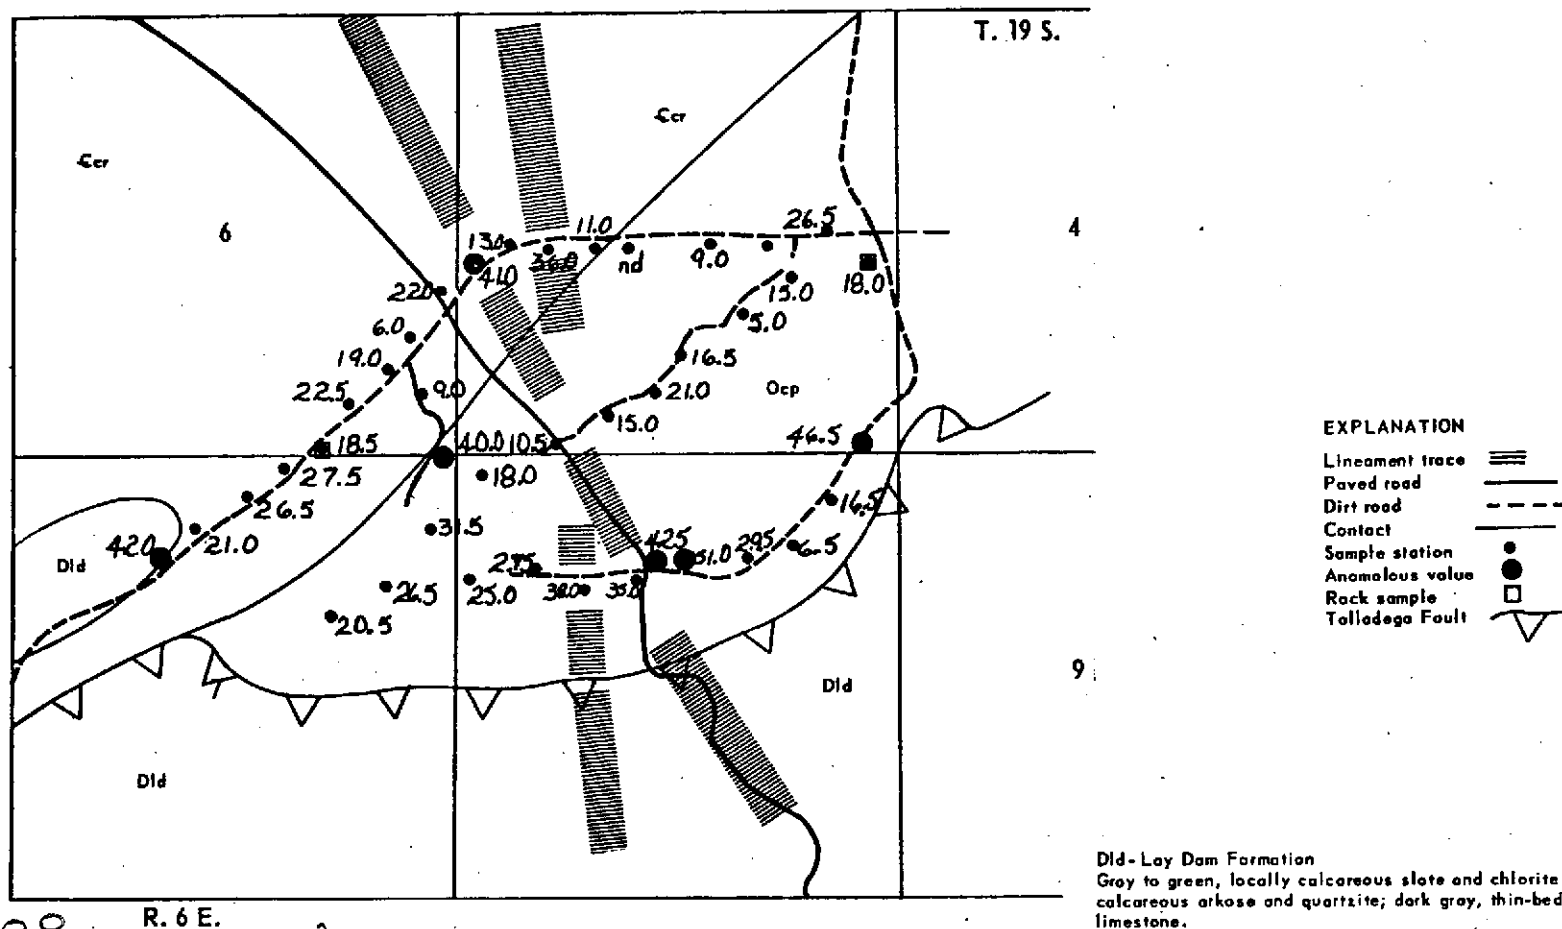 T. 19 S.
Ꞓcr
Ꞓcr
6
4
26.5
11.0
13.0
41.0
36.0
nd
9.0
15.0
18.0
22.0
5.0
6.0
16.5
19.0
9.0
21.0
Ocp
22.5
15.0
46.5
18.5
40.0
10.5
27.5
18.0
26.5
16.5
31.5
21.0
42.0
42.5
51.0
29.5
6.5
Dld
38.0
35.0
26.5
25.0
20.5
9
Dld
Dld
R. 6 E.
EXPLANATION
Lineament trace
Paved road
Dirt road
Contact
Sample station
Anomalous value
Rock sample
Talladega Fault
Dld - Lay Dam Formation
Gray to green, locally calcareous slate and chlorite
calcareous arkose and quartzite; dark gray, thin-bed
limestone.